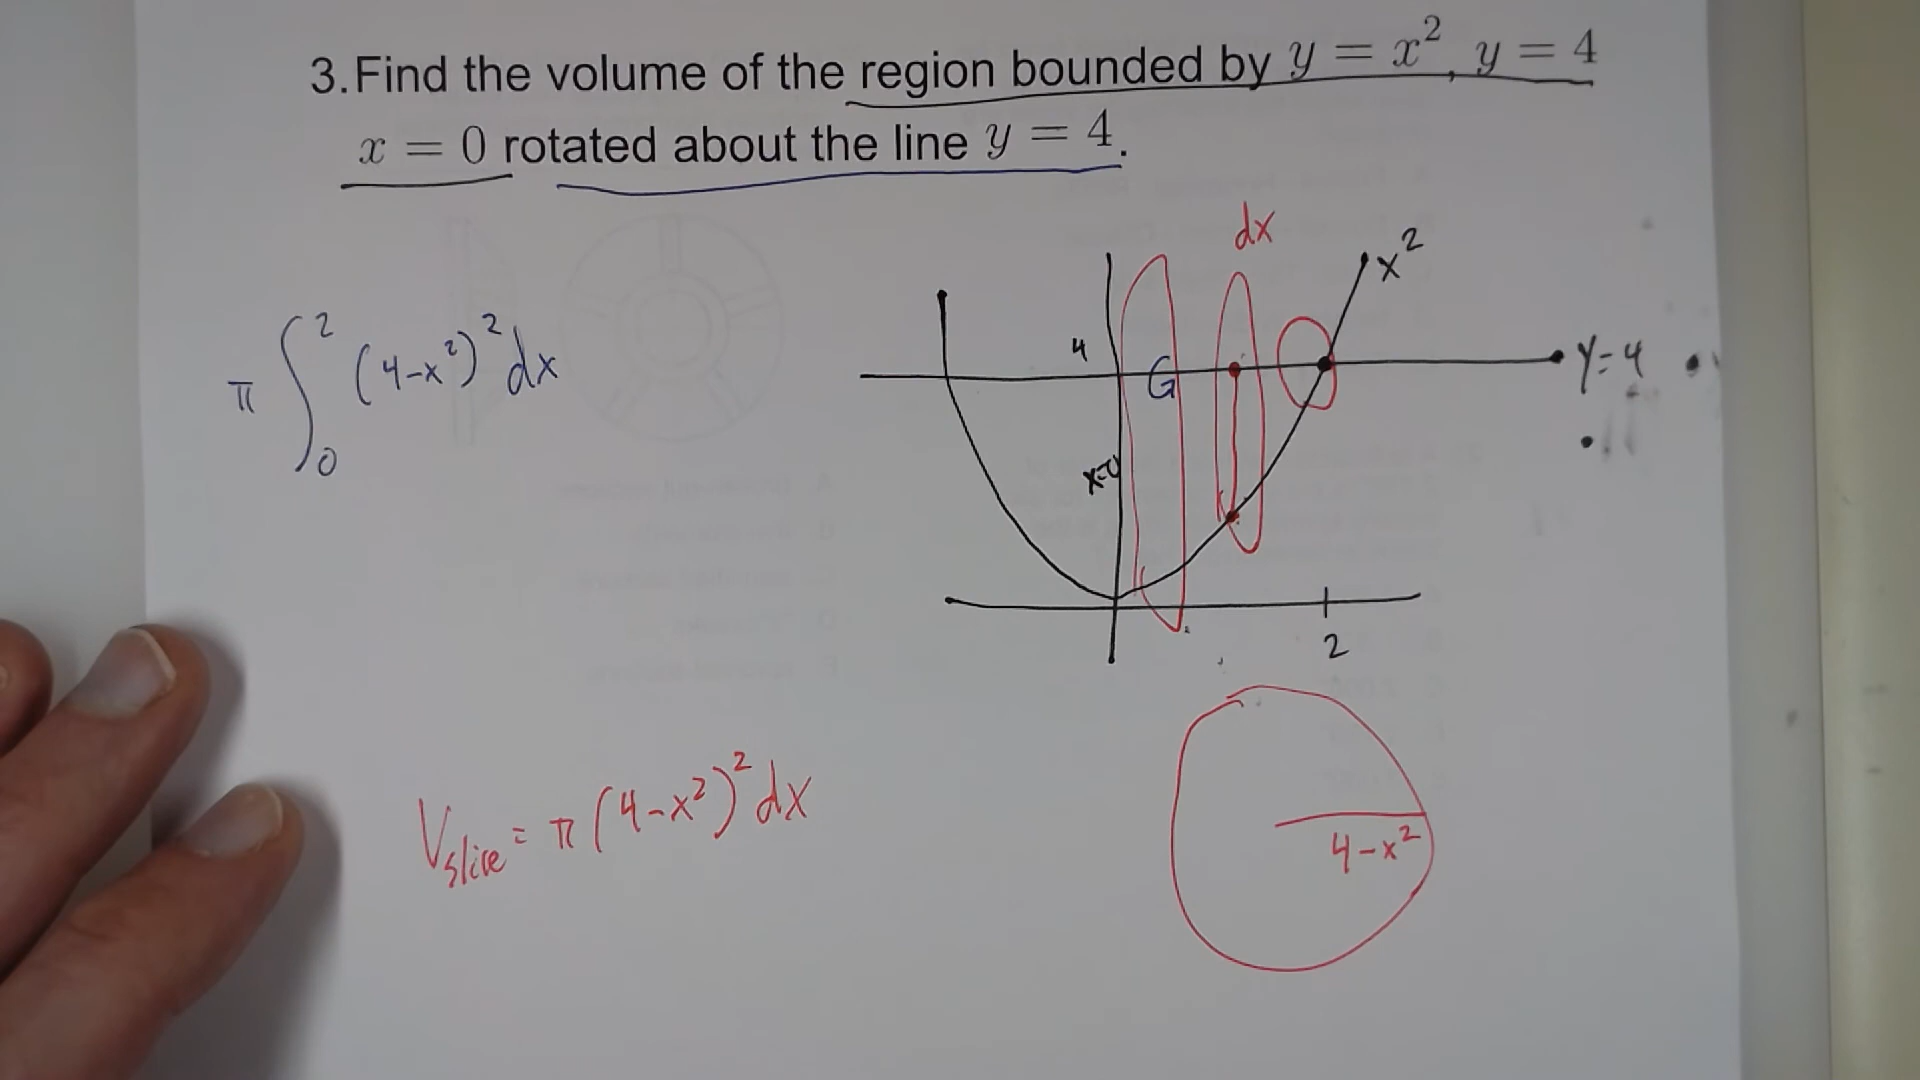 3. Find the volume of the region bounded by y = x², y = 4
x = 0 rotated about the line y = 4.
dx
x²
π ∫₀² (4-x²)² dx
4
G
y=4
x=0
2
V slice = π (4-x²)² dx
4-x²